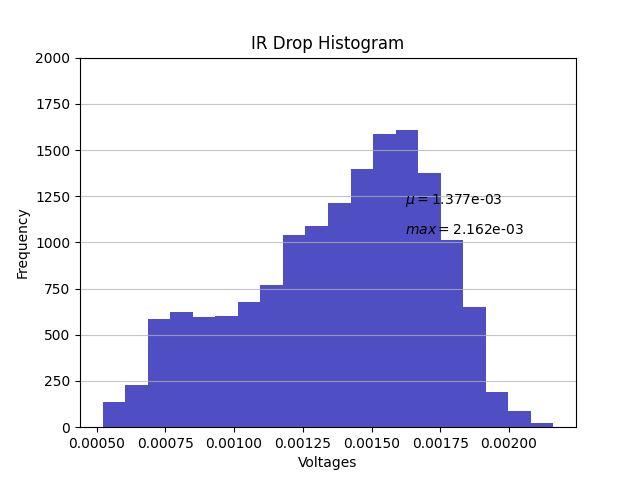 IR Drop Histogram
2000
1750
1500
1250
1000
750
500
250
0
Frequency
μ = 1.377e-03
max = 2.162e-03
0.00050 0.00075 0.00100 0.00125 0.00150 0.00175 0.00200
Voltages